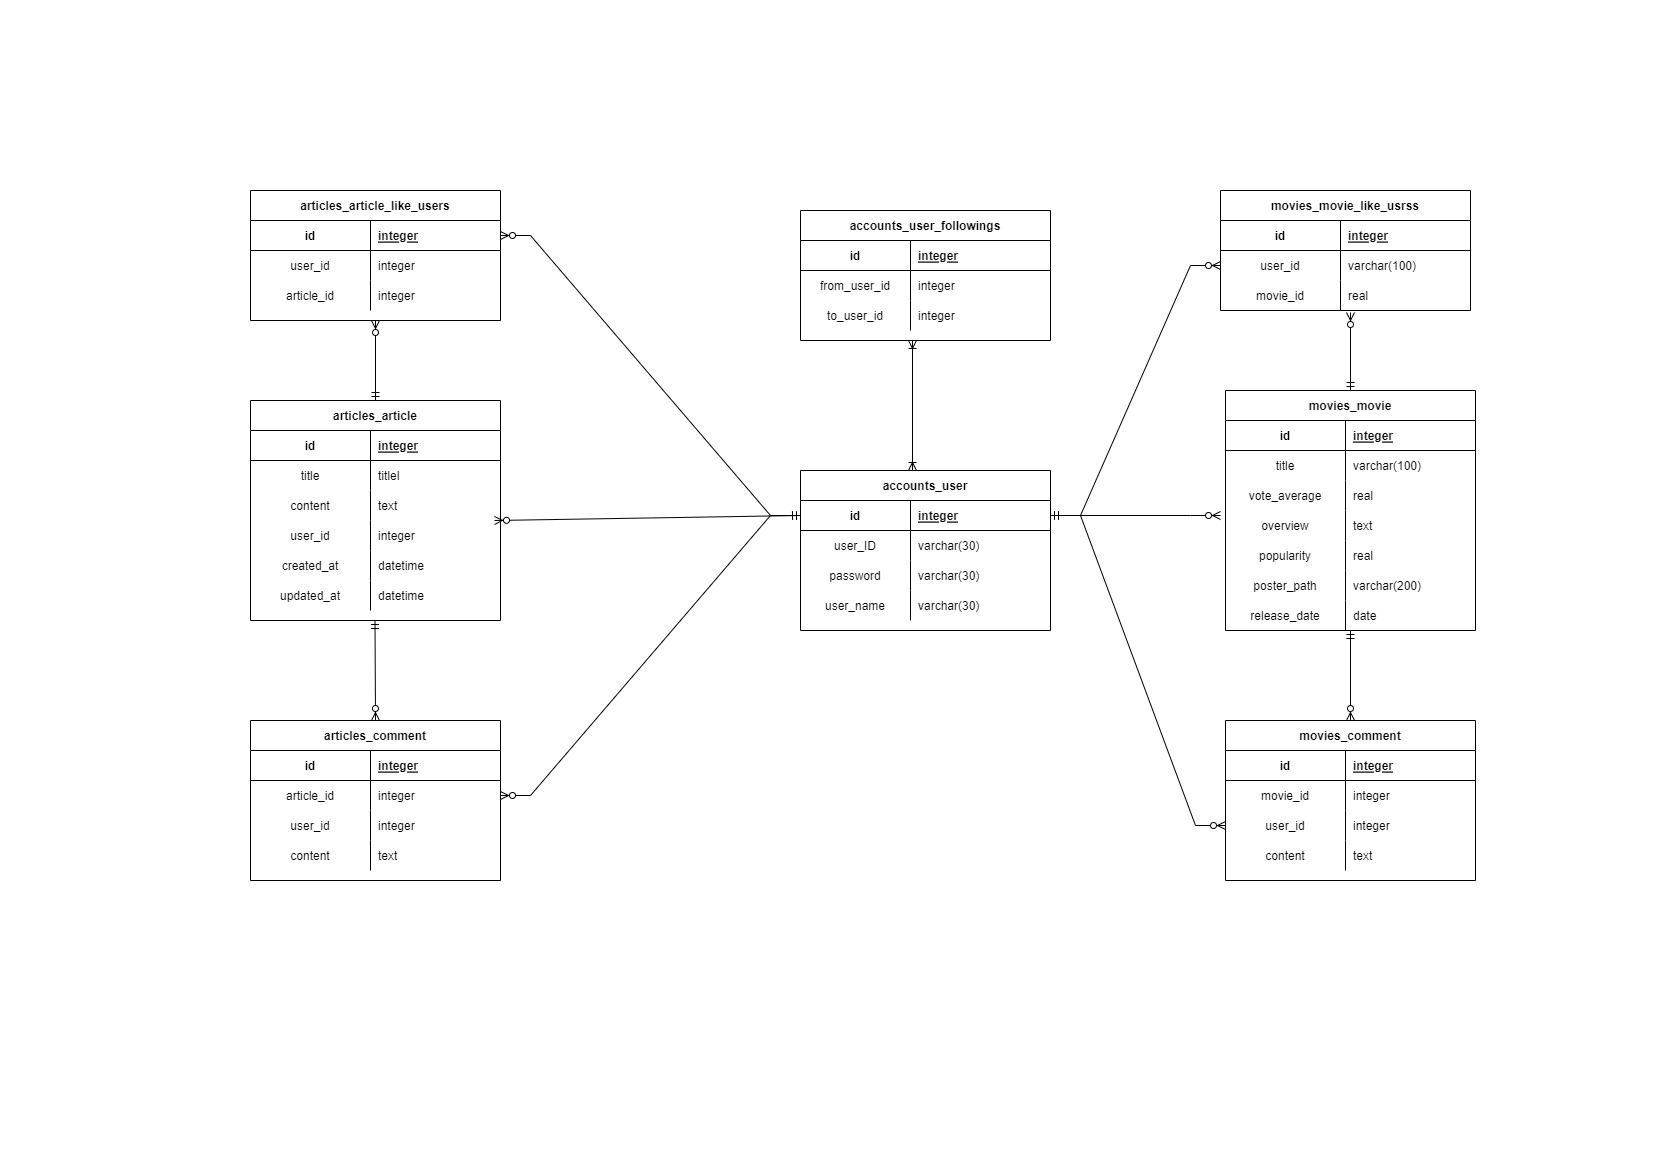 articles_article_like_users
id integer
user_id integer
article_id integer
articles_article
id integer
title titlel
content text
user_id integer
created_at datetime
updated_at datetime
articles_comment
id integer
article_id integer
user_id integer
content text
accounts_user_followings
id integer
from_user_id integer
to_user_id integer
accounts_user
id integer
user_ID varchar(30)
password varchar(30)
user_name varchar(30)
movies_movie_like_usrss
id integer
user_id varchar(100)
movie_id real
movies_movie
id integer
title varchar(100)
vote_average real
overview text
popularity real
poster_path varchar(200)
release_date date
movies_comment
id integer
movie_id integer
user_id integer
content text